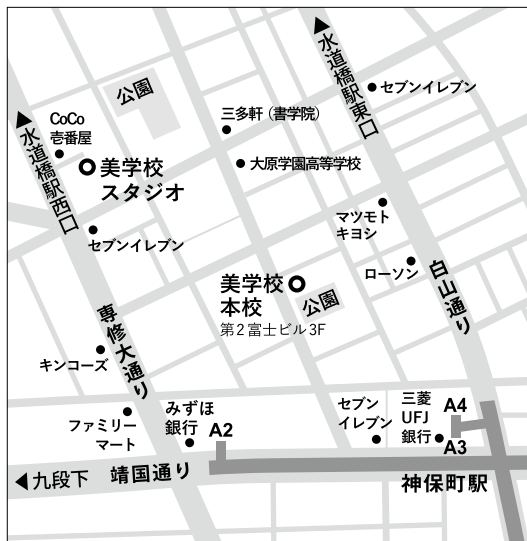 公園
▲水道橋駅東口
セブンイレブン
CoCo
壱番屋
三多軒（書学院）
▲水道橋駅西口
美学校
スタジオ
大原学園高等学校
セブンイレブン
マツモト
キヨシ
ローソン
白山通り
美学校
本校
公園
第2富士ビル3F
専修大通り
キンコーズ
ファミリー
マート
みずほ
銀行
A2
セブン
イレブン
三菱
UFJ
銀行
A4
A3
◀九段下
靖国通り
神保町駅